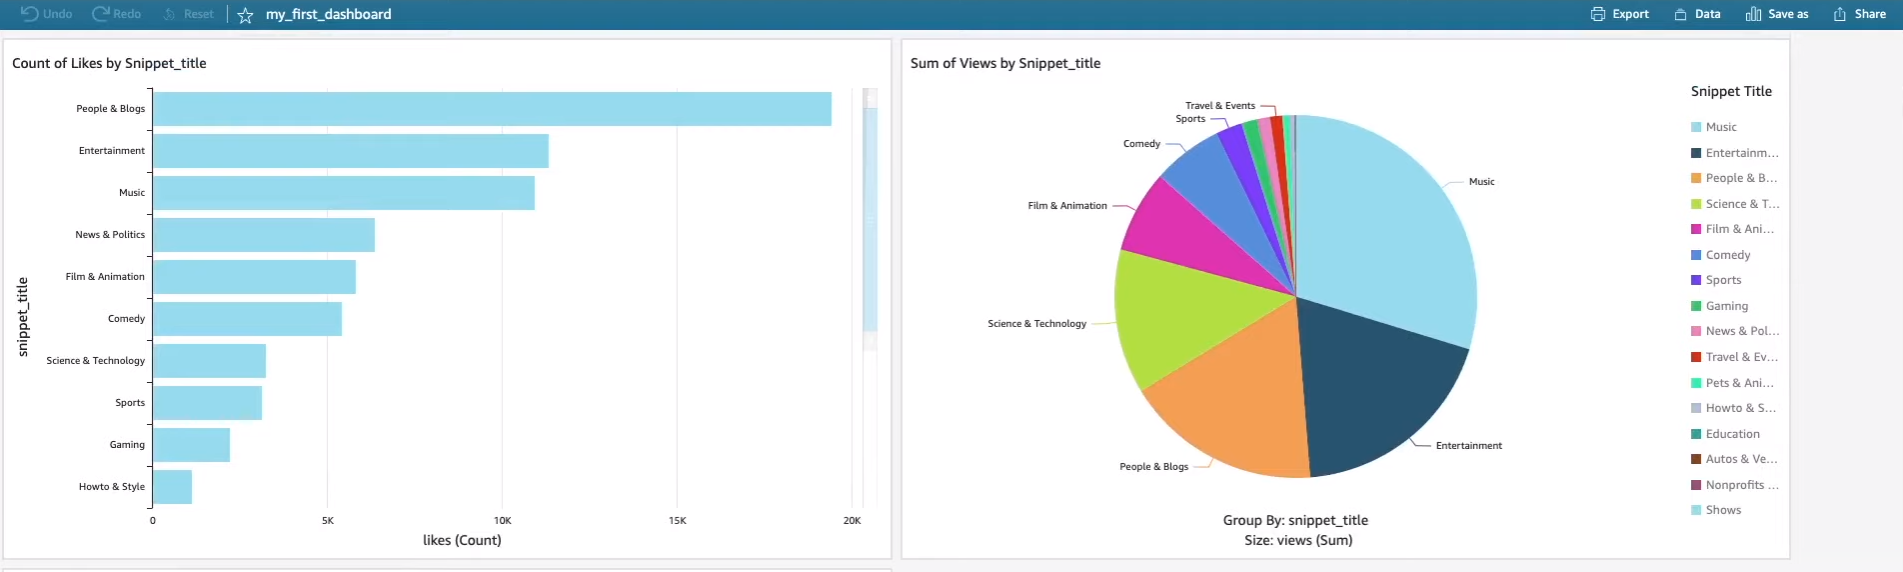 Undo Redo Reset my_first_dashboard Export Data Save as Share
Count of Likes by Snippet_title
snippet_title
People & Blogs
Entertainment
Music
News & Politics
Film & Animation
Comedy
Science & Technology
Sports
Gaming
Howto & Style
0 5K 10K 15K 20K
likes (Count)
Sum of Views by Snippet_title
Travel & Events
Sports
Comedy
Film & Animation
Science & Technology
People & Blogs
Entertainment
Music
Group By: snippet_title
Size: views (Sum)
Snippet Title
Music
Entertainm...
People & B...
Science & T...
Film & Ani...
Comedy
Sports
Gaming
News & Pol...
Travel & Ev...
Pets & Ani...
Howto & S...
Education
Autos & Ve...
Nonprofits ...
Shows